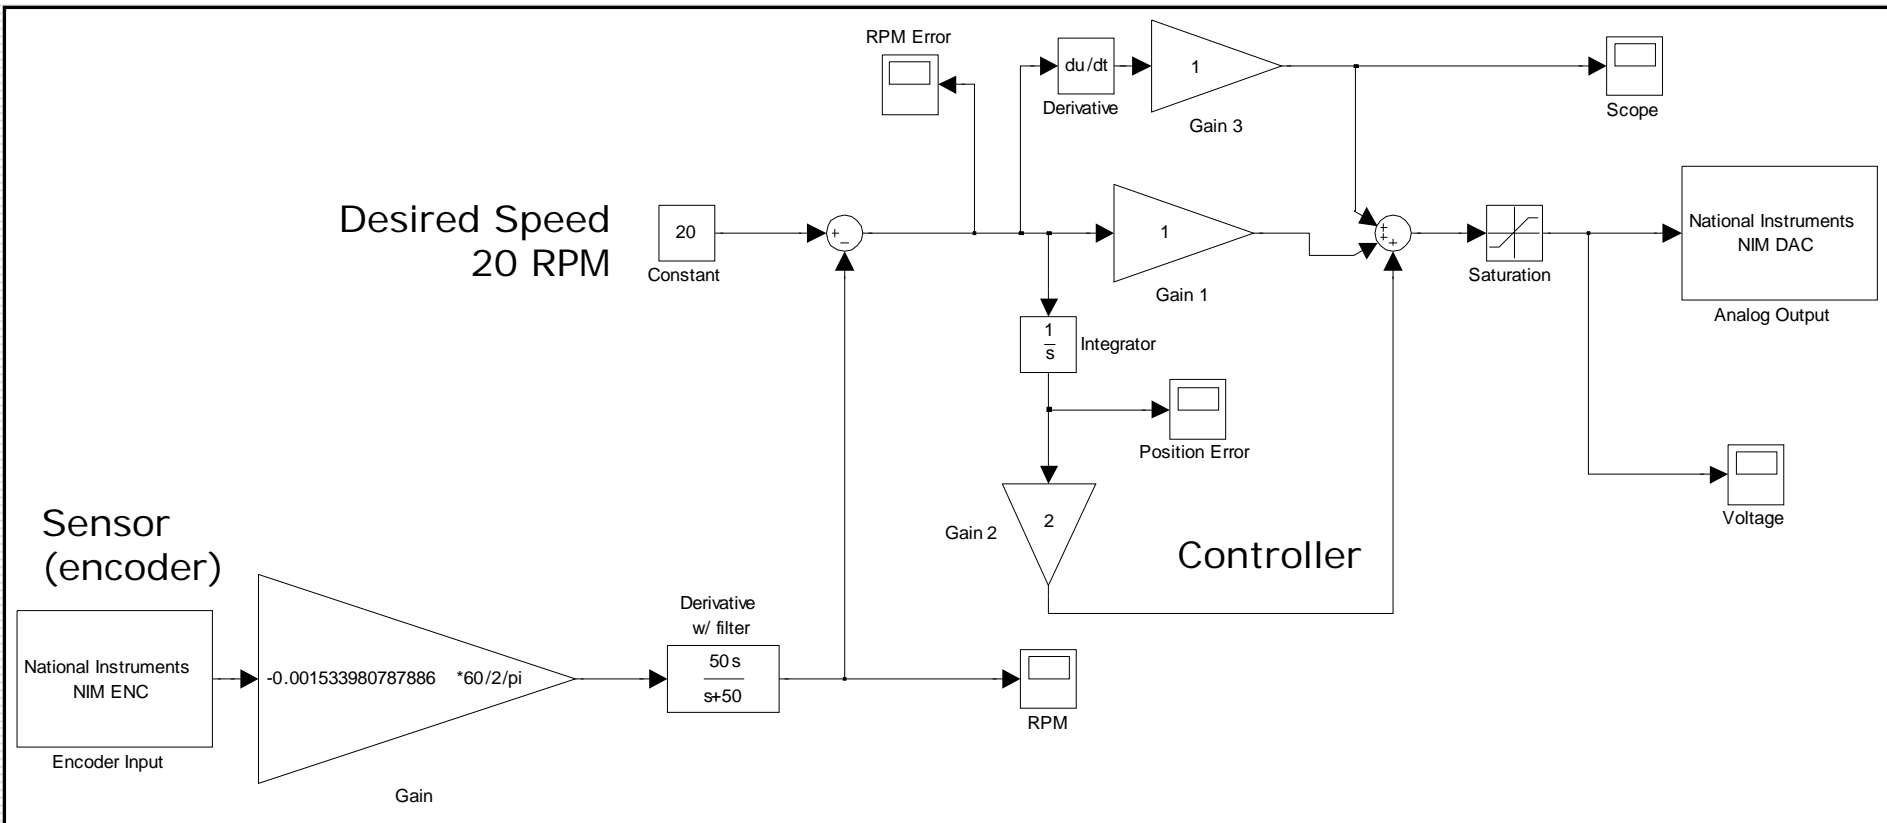 RPM Error
du/dt
Derivative
1
Gain 3
Scope
Desired Speed
20 RPM
20
Constant
+
−
1
Gain 1
+
+
+
Saturation
National Instruments
NIM DAC
Analog Output
1
s
Integrator
Position Error
2
Gain 2
Controller
Voltage
Sensor
(encoder)
National Instruments
NIM ENC
Encoder Input
-0.001533980787886 *60/2/pi
Gain
Derivative
w/ filter
50s
s+50
RPM